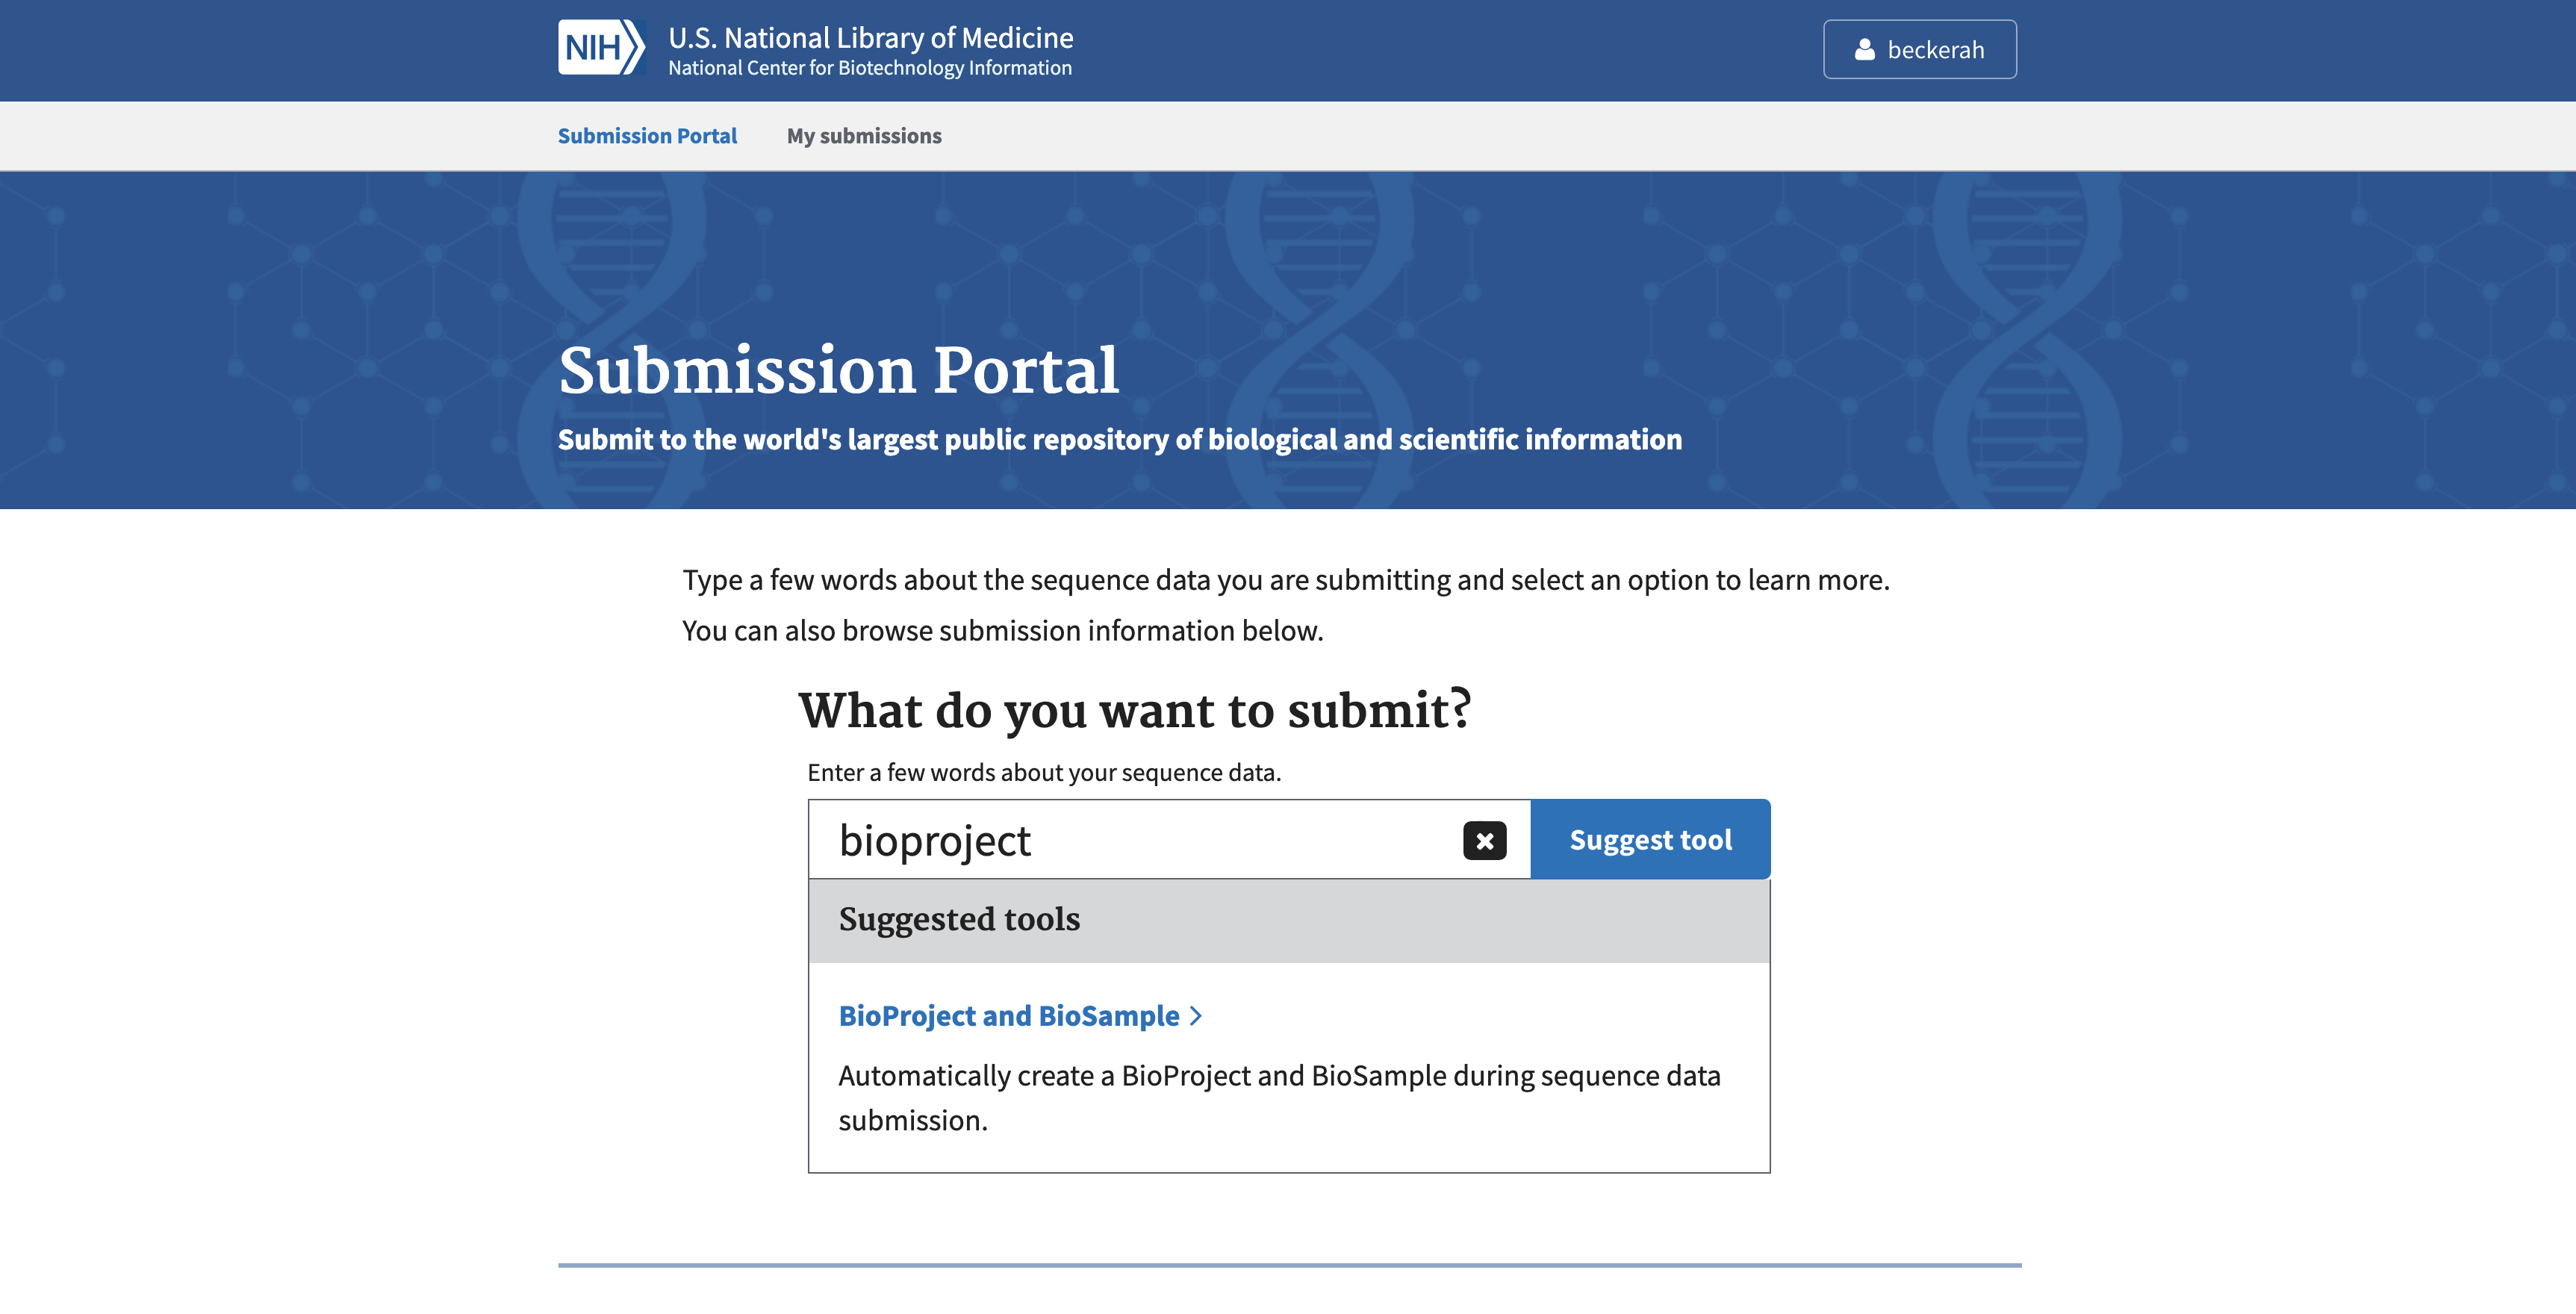 NIH
U.S. National Library of Medicine
National Center for Biotechnology Information
beckerah
Submission Portal
My submissions
Submission Portal
Submit to the world's largest public repository of biological and scientific information
Type a few words about the sequence data you are submitting and select an option to learn more.
You can also browse submission information below.
What do you want to submit?
Enter a few words about your sequence data.
bioproject
Suggest tool
Suggested tools
BioProject and BioSample
Automatically create a BioProject and BioSample during sequence data
submission.